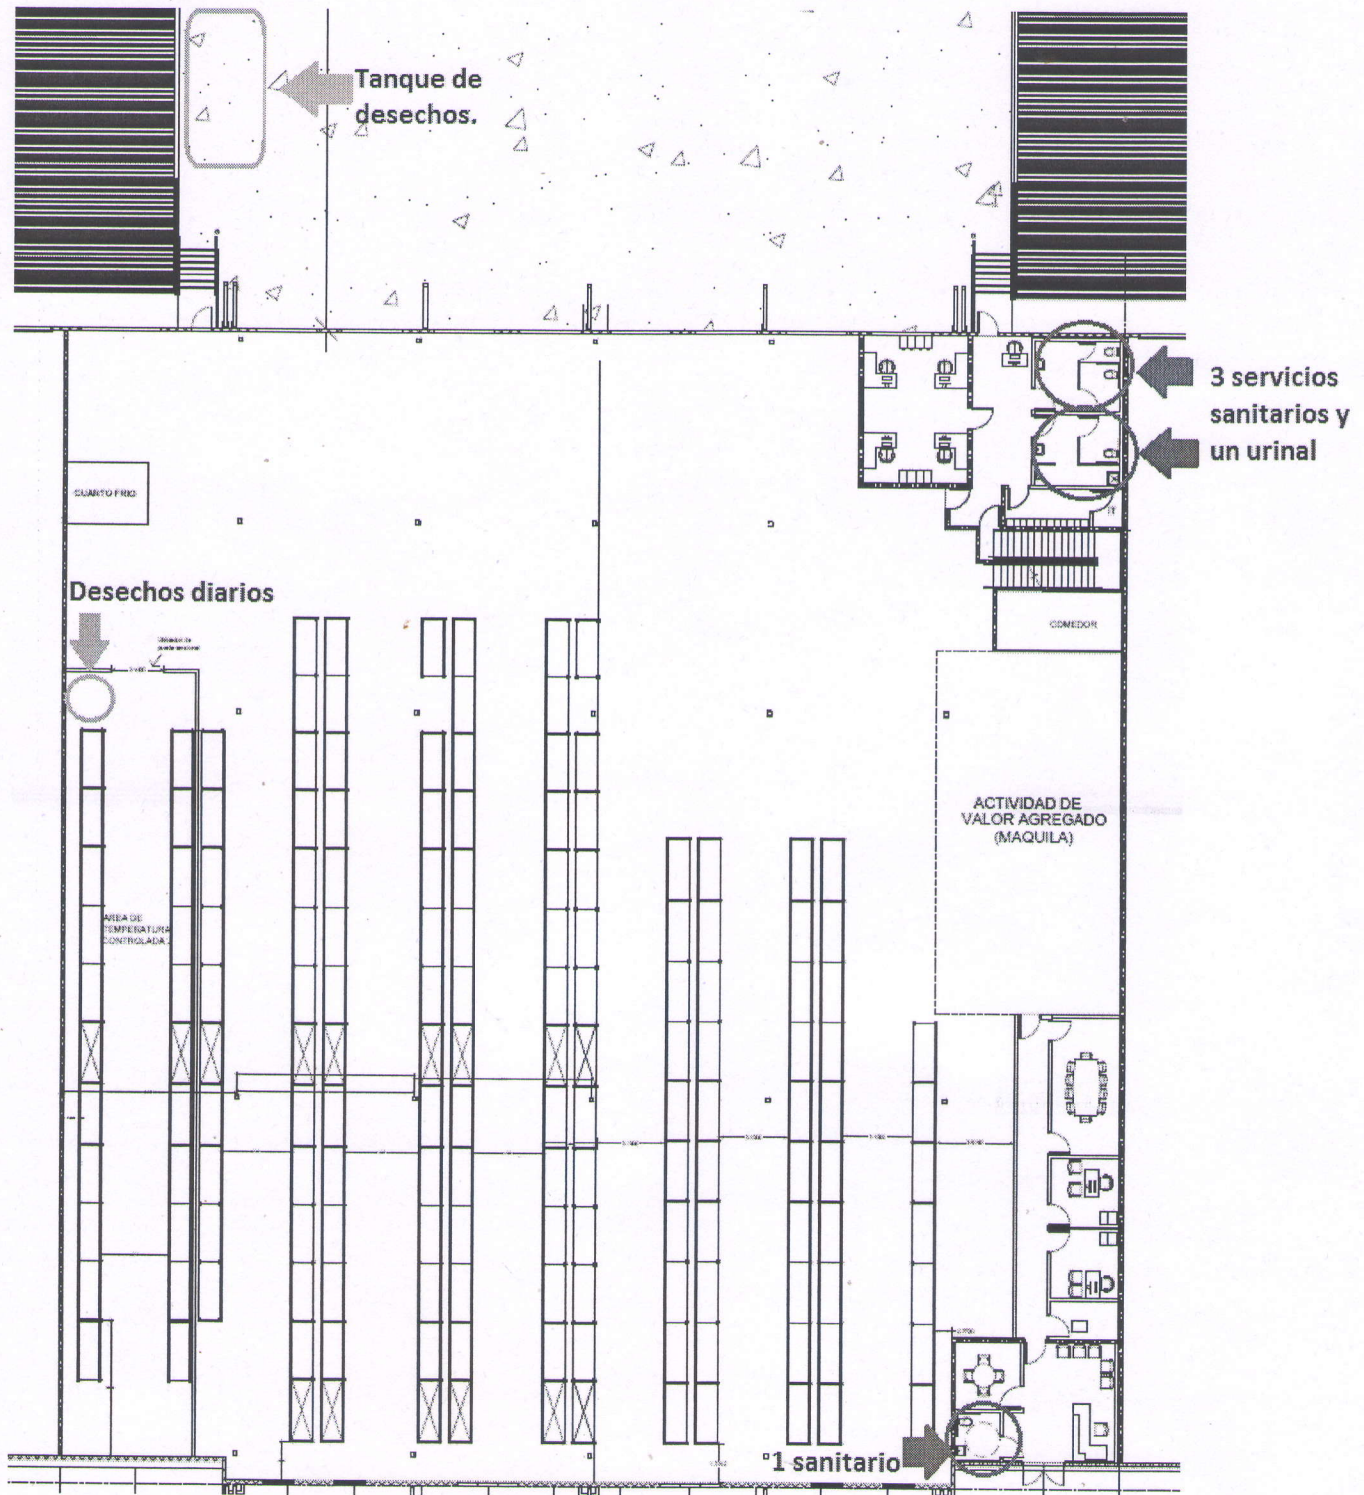 Tanque de
desechos.
3 servicios
sanitarios y
un urinal
CUARTO FRIO
IT
Desechos diarios
COMEDOR
ACTIVIDAD DE
VALOR AGREGADO
(MAQUILA)
AREA DE
TEMPERATURA
CONTROLADA
1 sanitario